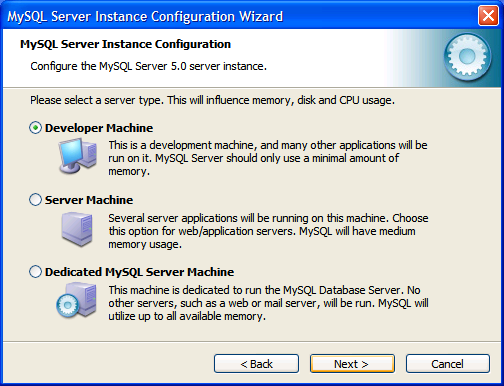 MySQL Server Instance Configuration Wizard
MySQL Server Instance Configuration
Configure the MySQL Server 5.0 server instance.
Please select a server type. This will influence memory, disk and CPU usage.
Developer Machine
This is a development machine, and many other applications will be
run on it. MySQL Server should only use a minimal amount of
memory.
Server Machine
Several server applications will be running on this machine. Choose
this option for web/application servers. MySQL will have medium
memory usage.
Dedicated MySQL Server Machine
This machine is dedicated to run the MySQL Database Server. No
other servers, such as a web or mail server, will be run. MySQL will
utilize up to all available memory.
< Back
Next >
Cancel